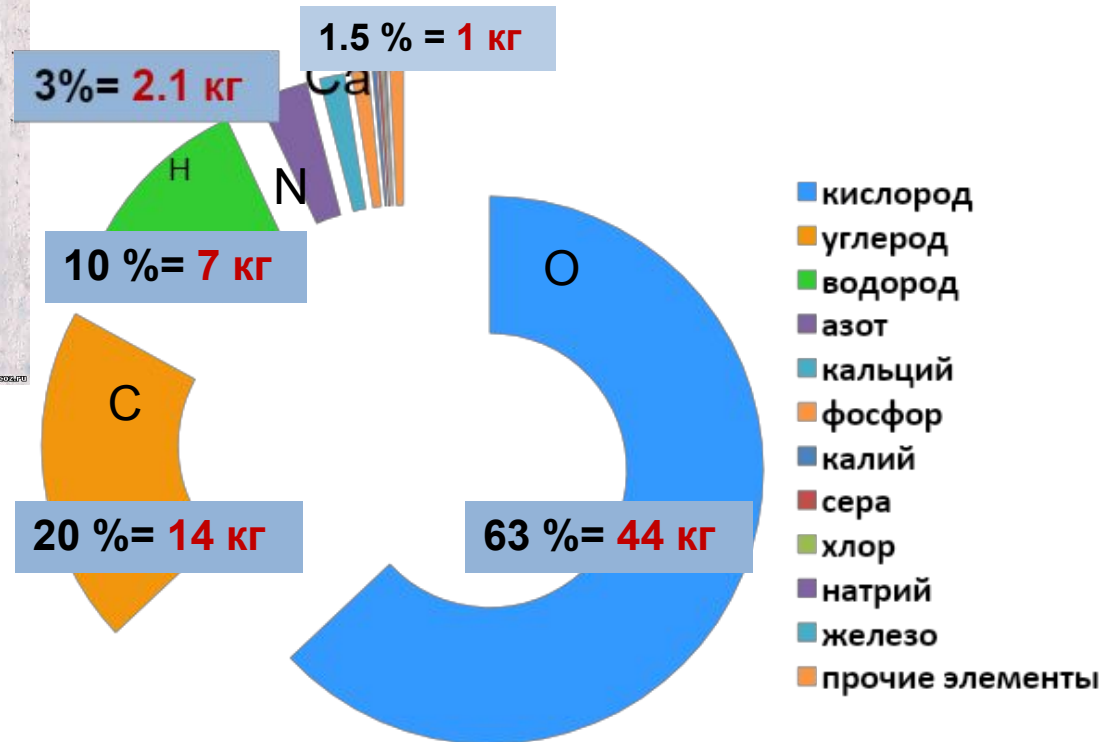 1.5 % = 1 кг
Ca
3%= 2.1 кг
H
N
10 %= 7 кг
O
C
20 %= 14 кг
63 %= 44 кг
кислород
углерод
водород
азот
кальций
фосфор
калий
сера
хлор
натрий
железо
прочие элементы